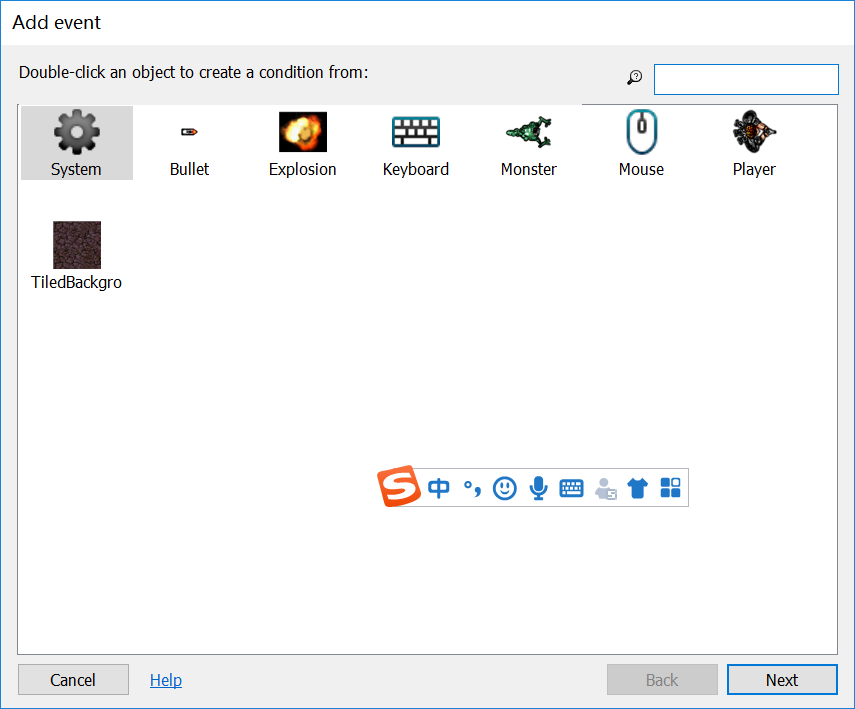 Add event
Double-click an object to create a condition from:
System
Bullet
Explosion
Keyboard
Monster
Mouse
Player
TiledBackgro
S 中 °,
Cancel
Help
Back
Next